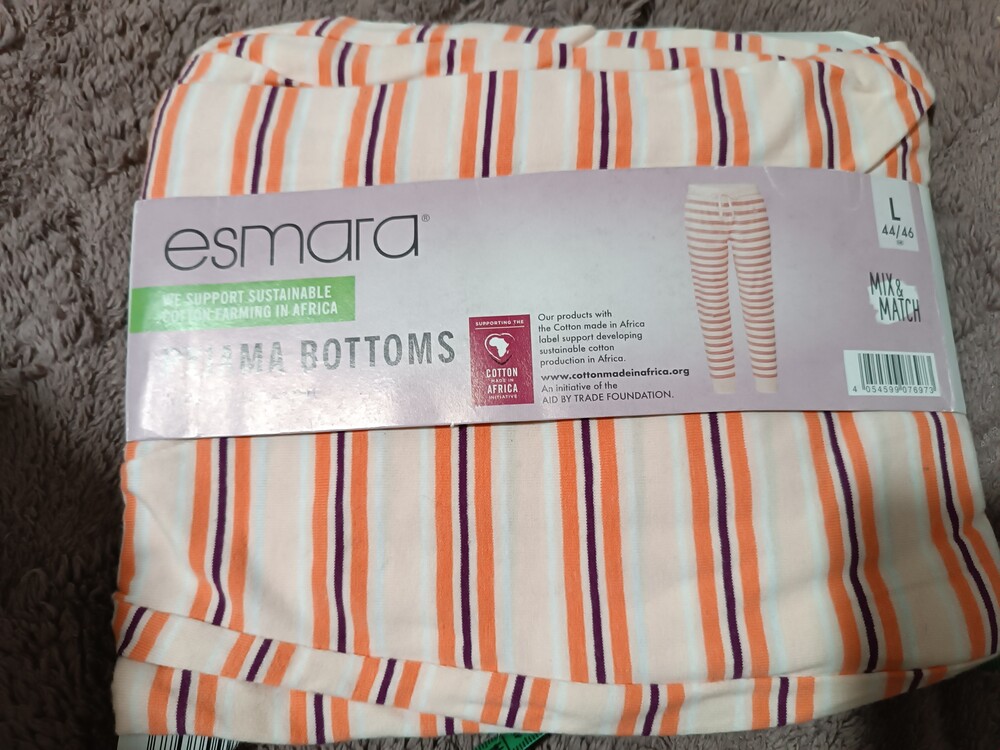 esmara®
WE SUPPORT SUSTAINABLE
COTTON FARMING IN AFRICA
PYJAMA BOTTOMS
SUPPORTING THE
COTTON
MADE IN
AFRICA
INITIATIVE
Our products with
the Cotton made in Africa
label support developing
sustainable cotton
production in Africa.
www.cottonmadeinafrica.org
An initiative of the
AID BY TRADE FOUNDATION.
L
44/46
MIX&
MATCH
4 054599 076973